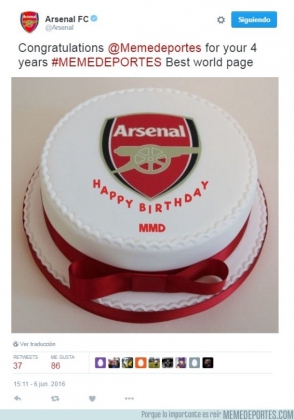 Arsenal FC
@Arsenal
Siguiendo
Congratulations @Memedeportes for your 4
years #MEMEDEPORTES Best world page
Arsenal
HAPPY BIRTHDAY
MMD
Ver traducción
RETWEETS
ME GUSTA
37
86
15:11 - 6 jun. 2016
Porque lo importante es reir MEMEDEPORTES.COM